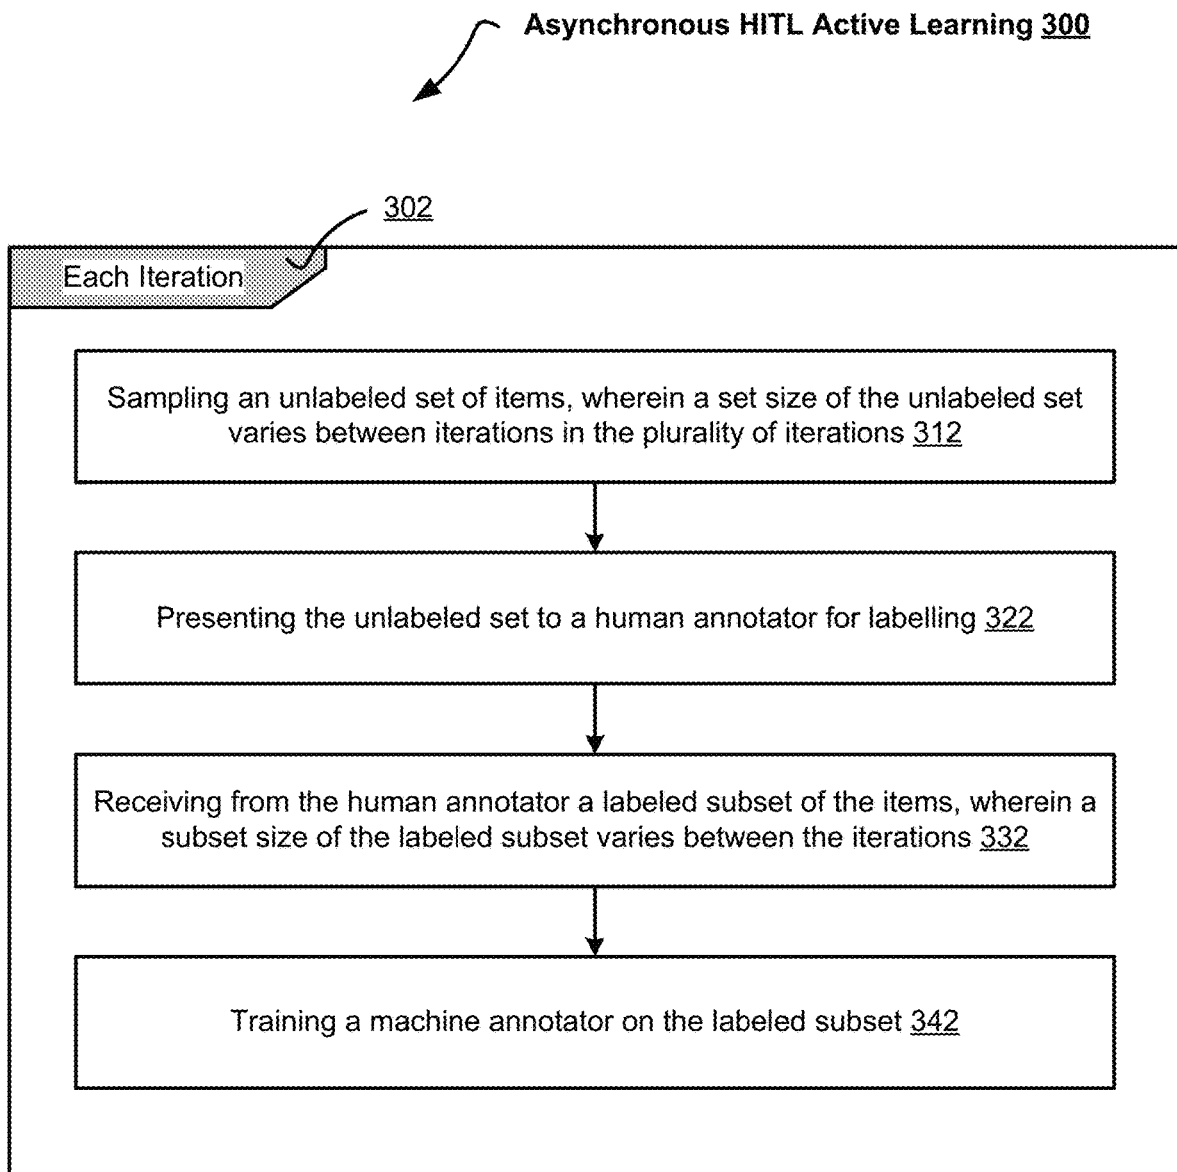 Asynchronous HITL Active Learning 300
302
Each Iteration
Sampling an unlabeled set of items, wherein a set size of the unlabeled set
varies between iterations in the plurality of iterations 312
Presenting the unlabeled set to a human annotator for labelling 322
Receiving from the human annotator a labeled subset of the items, wherein a
subset size of the labeled subset varies between the iterations 332
Training a machine annotator on the labeled subset 342